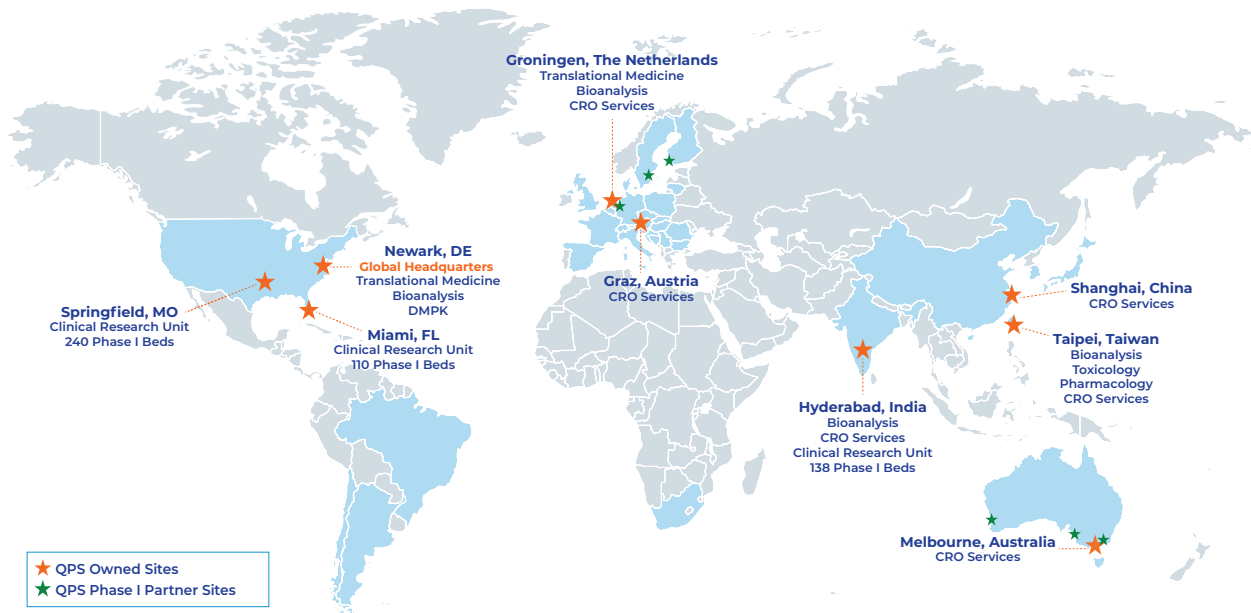 Groningen, The Netherlands
Translational Medicine
Bioanalysis
CRO Services
Newark, DE
Global Headquarters
Translational Medicine
Bioanalysis
DMPK
Springfield, MO
Clinical Research Unit
240 Phase I Beds
Miami, FL
Clinical Research Unit
110 Phase I Beds
Graz, Austria
CRO Services
Shanghai, China
CRO Services
Taipei, Taiwan
Bioanalysis
Toxicology
Pharmacology
CRO Services
Hyderabad, India
Bioanalysis
CRO Services
Clinical Research Unit
138 Phase I Beds
Melbourne, Australia
CRO Services
QPS Owned Sites
QPS Phase I Partner Sites